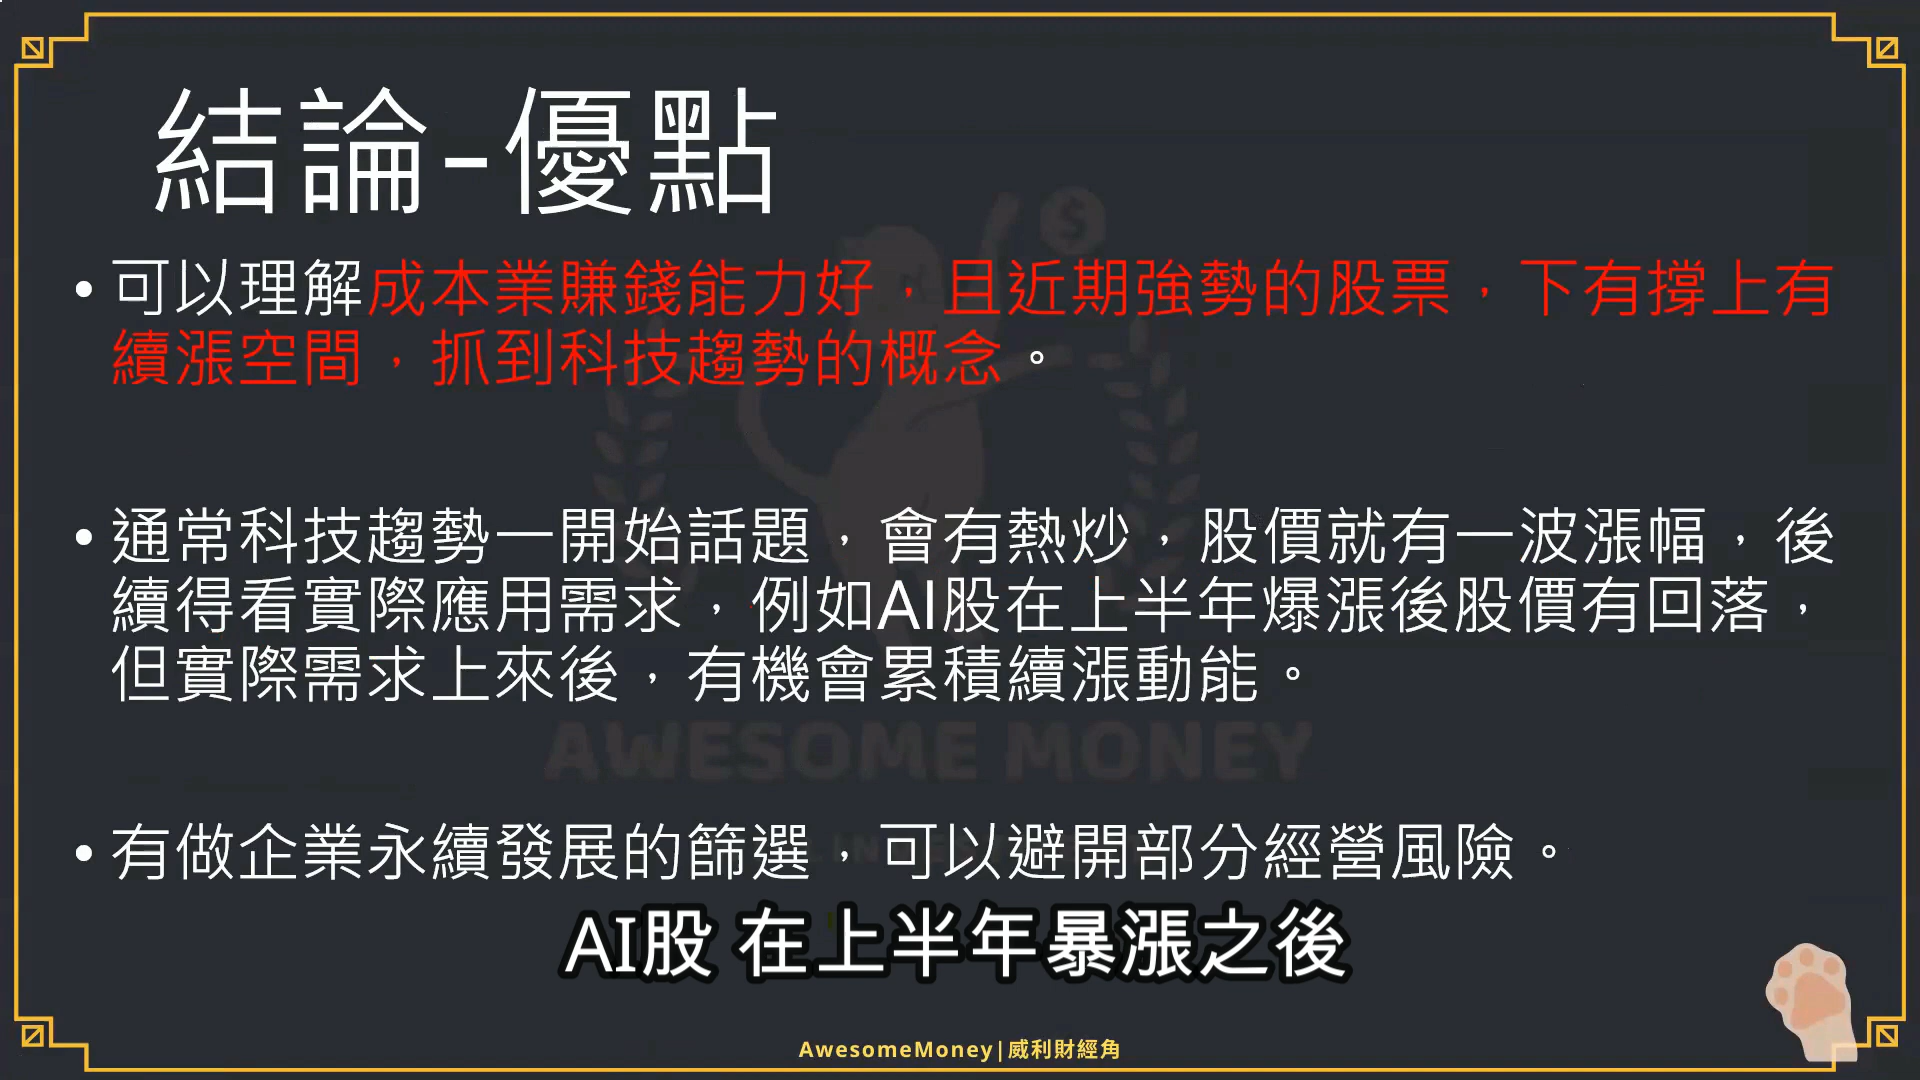 結論-優點
• 可以理解成本業賺錢能力好，且近期強勢的股票，下有撐上有
續漲空間，抓到科技趨勢的概念。
• 通常科技趨勢一開始話題，會有熱炒，股價就有一波漲幅，後
續得看實際應用需求，例如AI股在上半年爆漲後股價有回落，
但實際需求上來後，有機會累積續漲動能。
AWESOME MONEY
• 有做企業永續發展的篩選，可以避開部分經營風險。
AI股 在上半年暴漲之後
AwesomeMoney|威利財經角